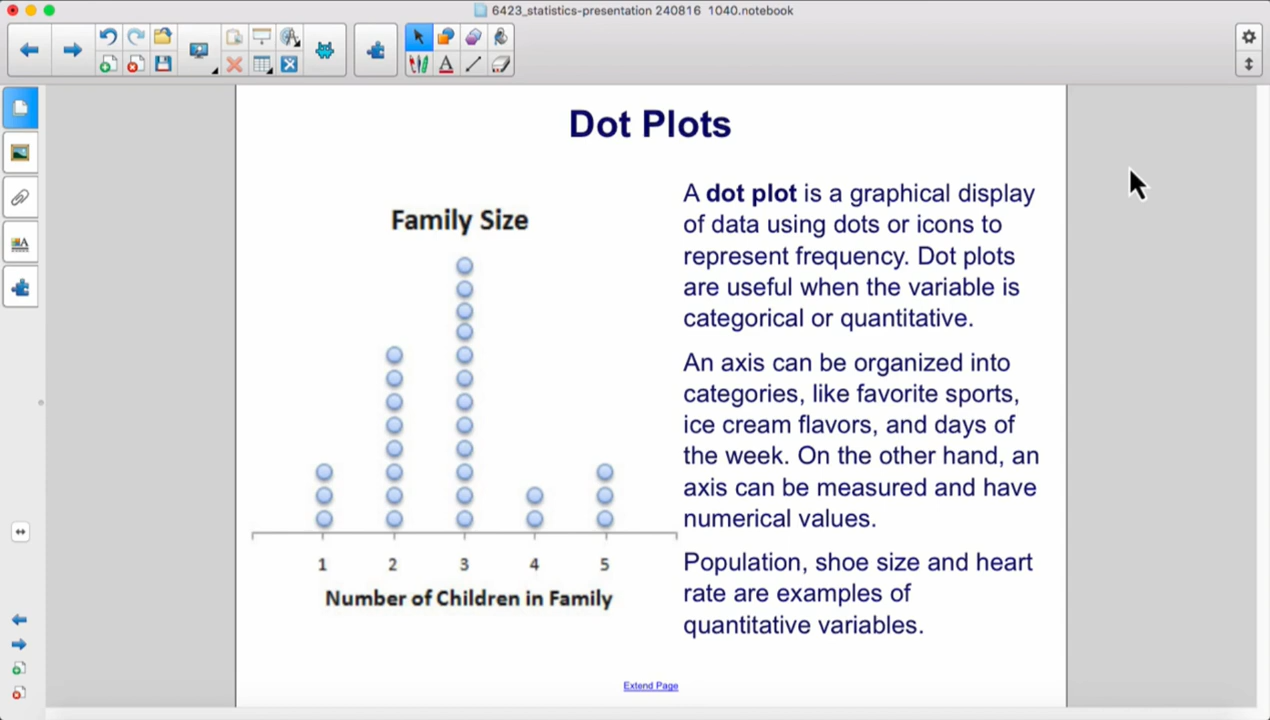 6423_statistics-presentation 240816 1040.notebook
Dot Plots
Family Size
1 2 3 4 5
Number of Children in Family
A dot plot is a graphical display
of data using dots or icons to
represent frequency. Dot plots
are useful when the variable is
categorical or quantitative.
An axis can be organized into
categories, like favorite sports,
ice cream flavors, and days of
the week. On the other hand, an
axis can be measured and have
numerical values.
Population, shoe size and heart
rate are examples of
quantitative variables.
Extend Page